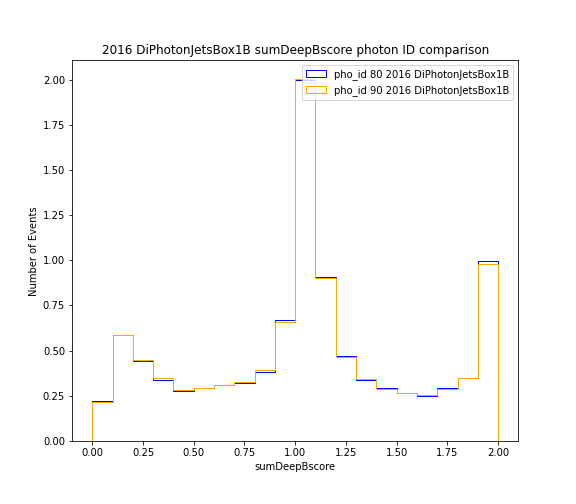 2016 DiPhotonJetsBox1B sumDeepBscore photon ID comparison
pho_id 80 2016 DiPhotonJetsBox1B
pho_id 90 2016 DiPhotonJetsBox1B
2.00
1.75
1.50
1.25
1.00
0.75
0.50
0.25
0.00
Number of Events
0.00 0.25 0.50 0.75 1.00 1.25 1.50 1.75 2.00
sumDeepBscore